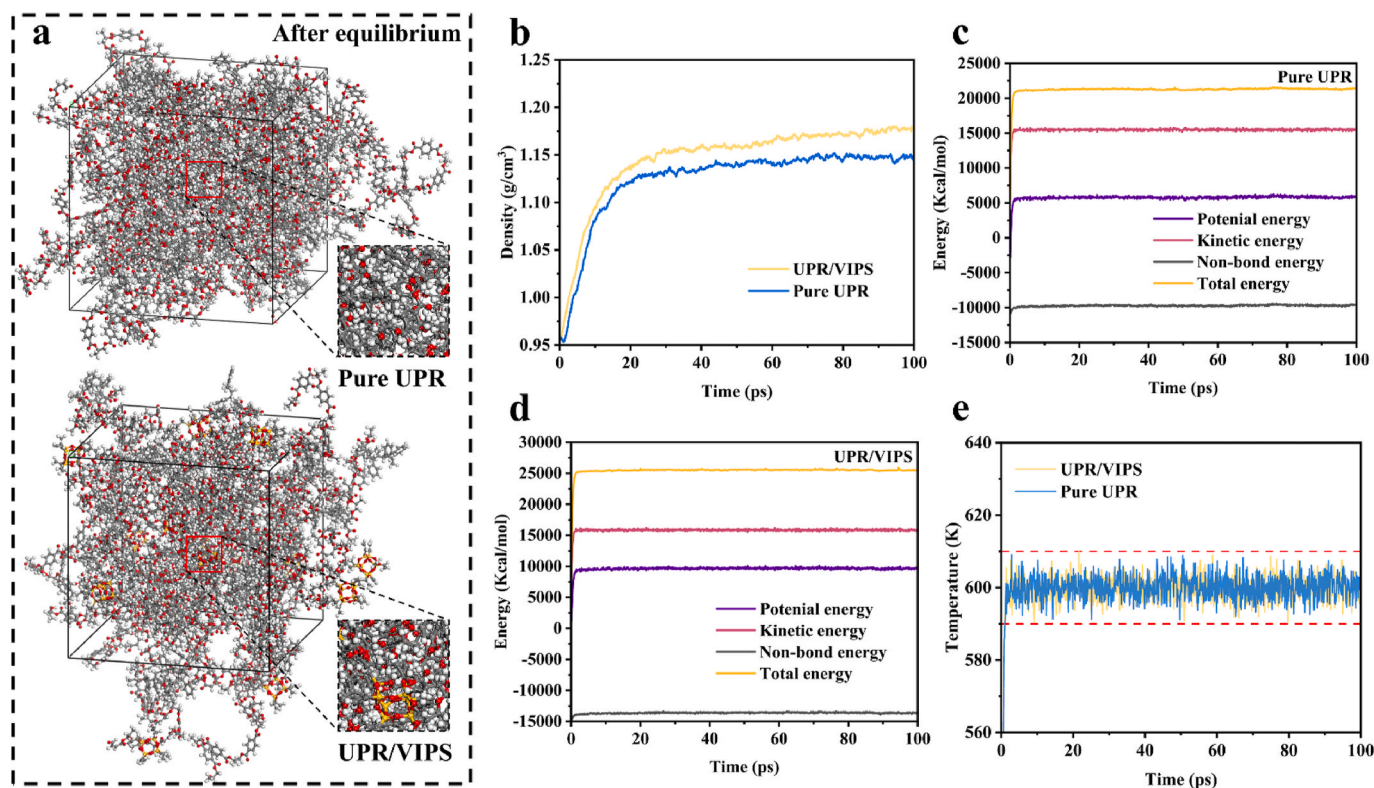 a
After equilibrium
Pure UPR
UPR/VIPS
b
1.25
1.20
1.15
1.10
1.05
1.00
0.95
Density (g/cm³)
UPR/VIPS
Pure UPR
0
20
40
60
80
100
Time (ps)
c
25000
20000
15000
10000
5000
0
-5000
-10000
-15000
Energy (Kcal/mol)
Pure UPR
Potenial energy
Kinetic energy
Non-bond energy
Total energy
0
20
40
60
80
100
Time (ps)
d
30000
25000
20000
15000
10000
5000
0
-5000
-10000
-15000
Energy (Kcal/mol)
UPR/VIPS
Potenial energy
Kinetic energy
Non-bond energy
Total energy
0
20
40
60
80
100
Time (ps)
e
640
620
600
580
560
Temperature (K)
UPR/VIPS
Pure UPR
0
20
40
60
80
100
Time (ps)